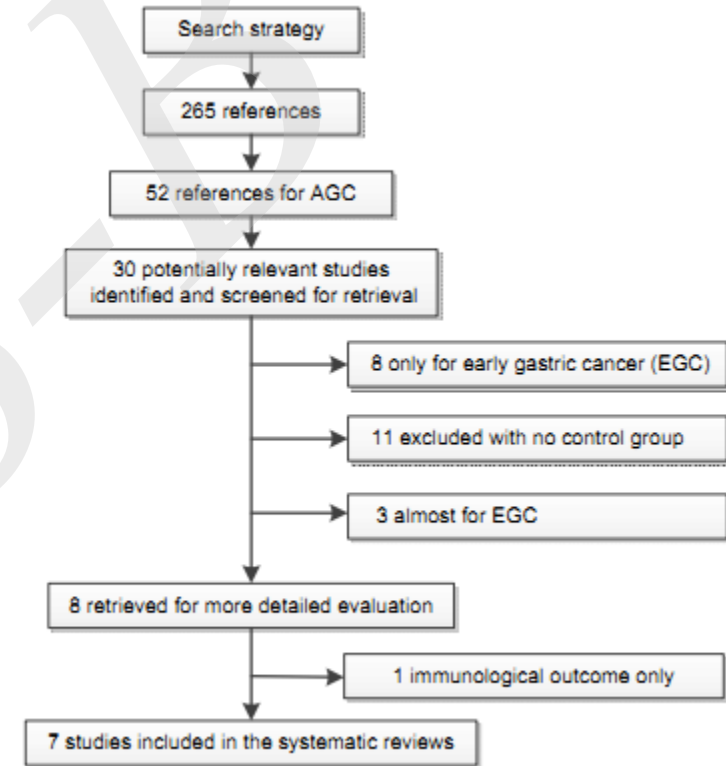 Search strategy
265 references
52 references for AGC
30 potentially relevant studies
identified and screened for retrieval
8 only for early gastric cancer (EGC)
11 excluded with no control group
3 almost for EGC
8 retrieved for more detailed evaluation
1 immunological outcome only
7 studies included in the systematic reviews